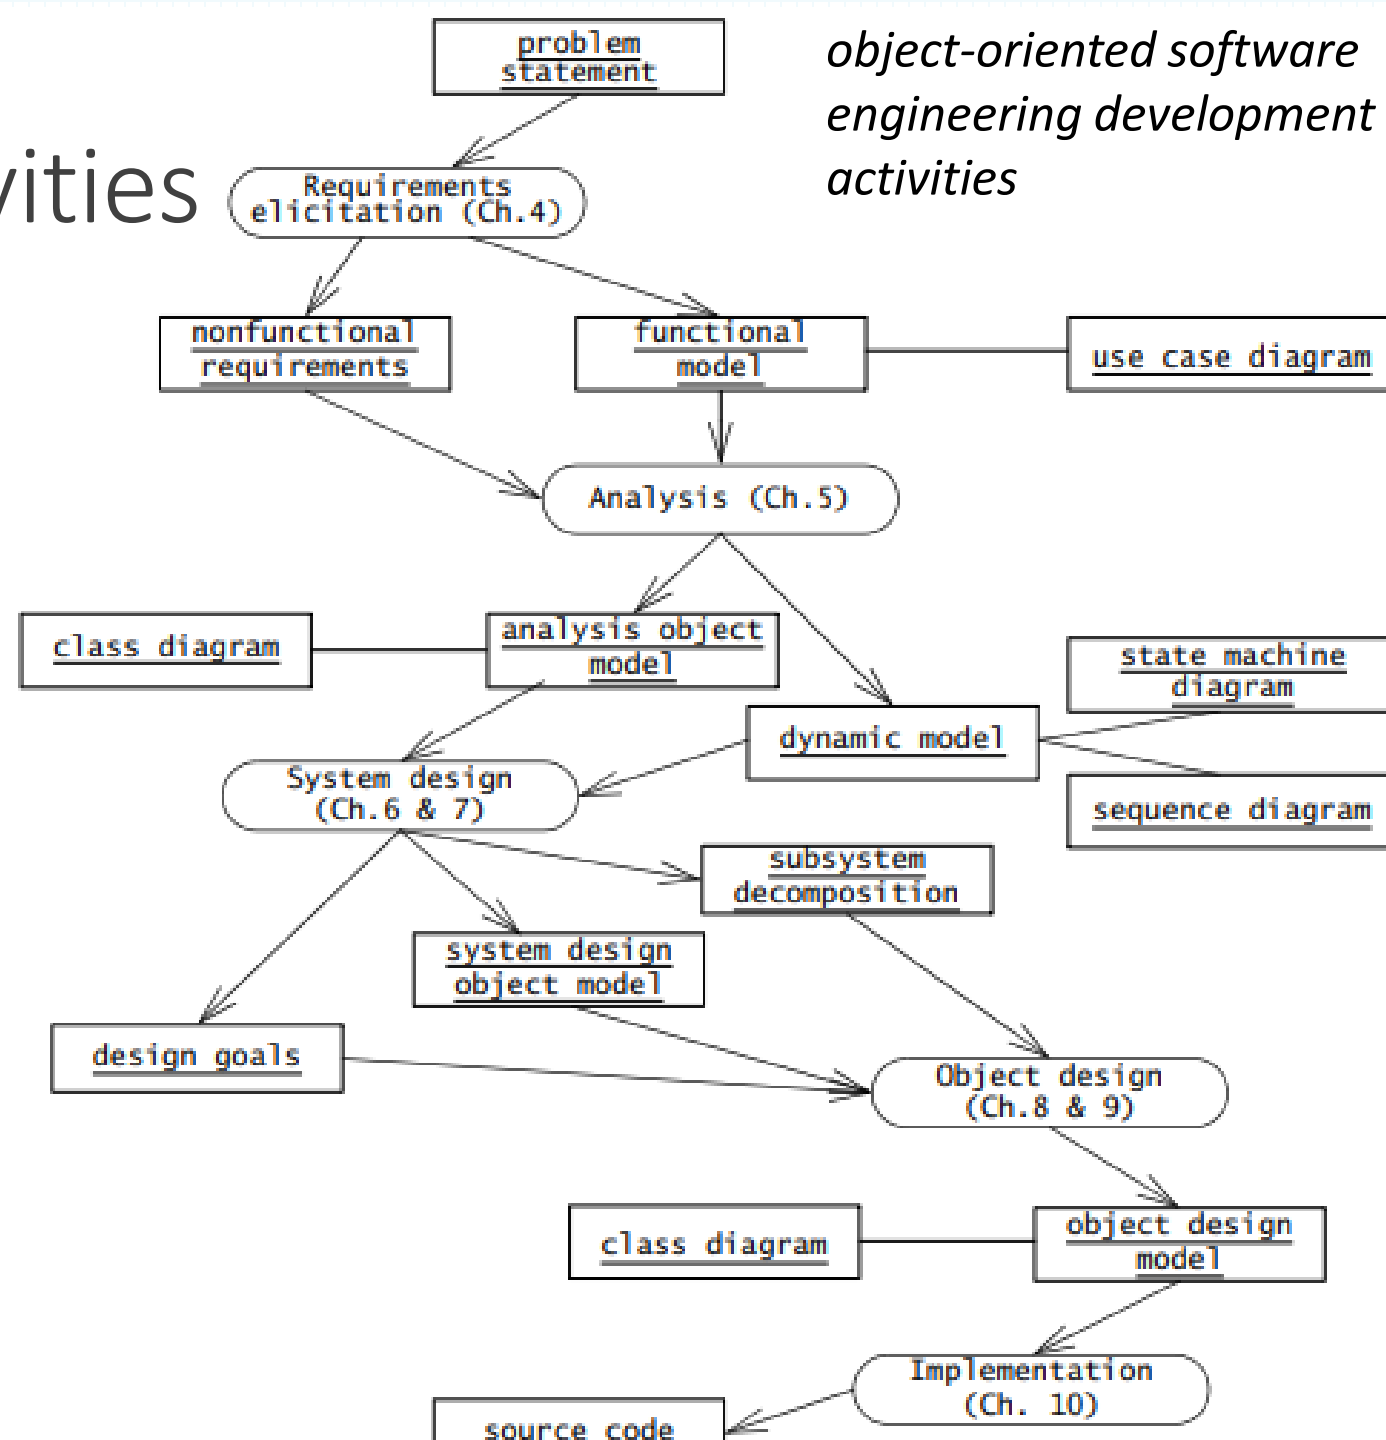 problem
statement
object-oriented software
engineering development
activities
vities
Requirements
elicitation (Ch.4)
nonfunctional
requirements
functional
model
use case diagram
Analysis (Ch.5)
class diagram
analysis object
model
state machine
diagram
dynamic model
System design
(Ch.6 & 7)
sequence diagram
subsystem
decomposition
system design
object model
design goals
Object design
(Ch.8 & 9)
class diagram
object design
model
Implementation
(Ch. 10)
source code